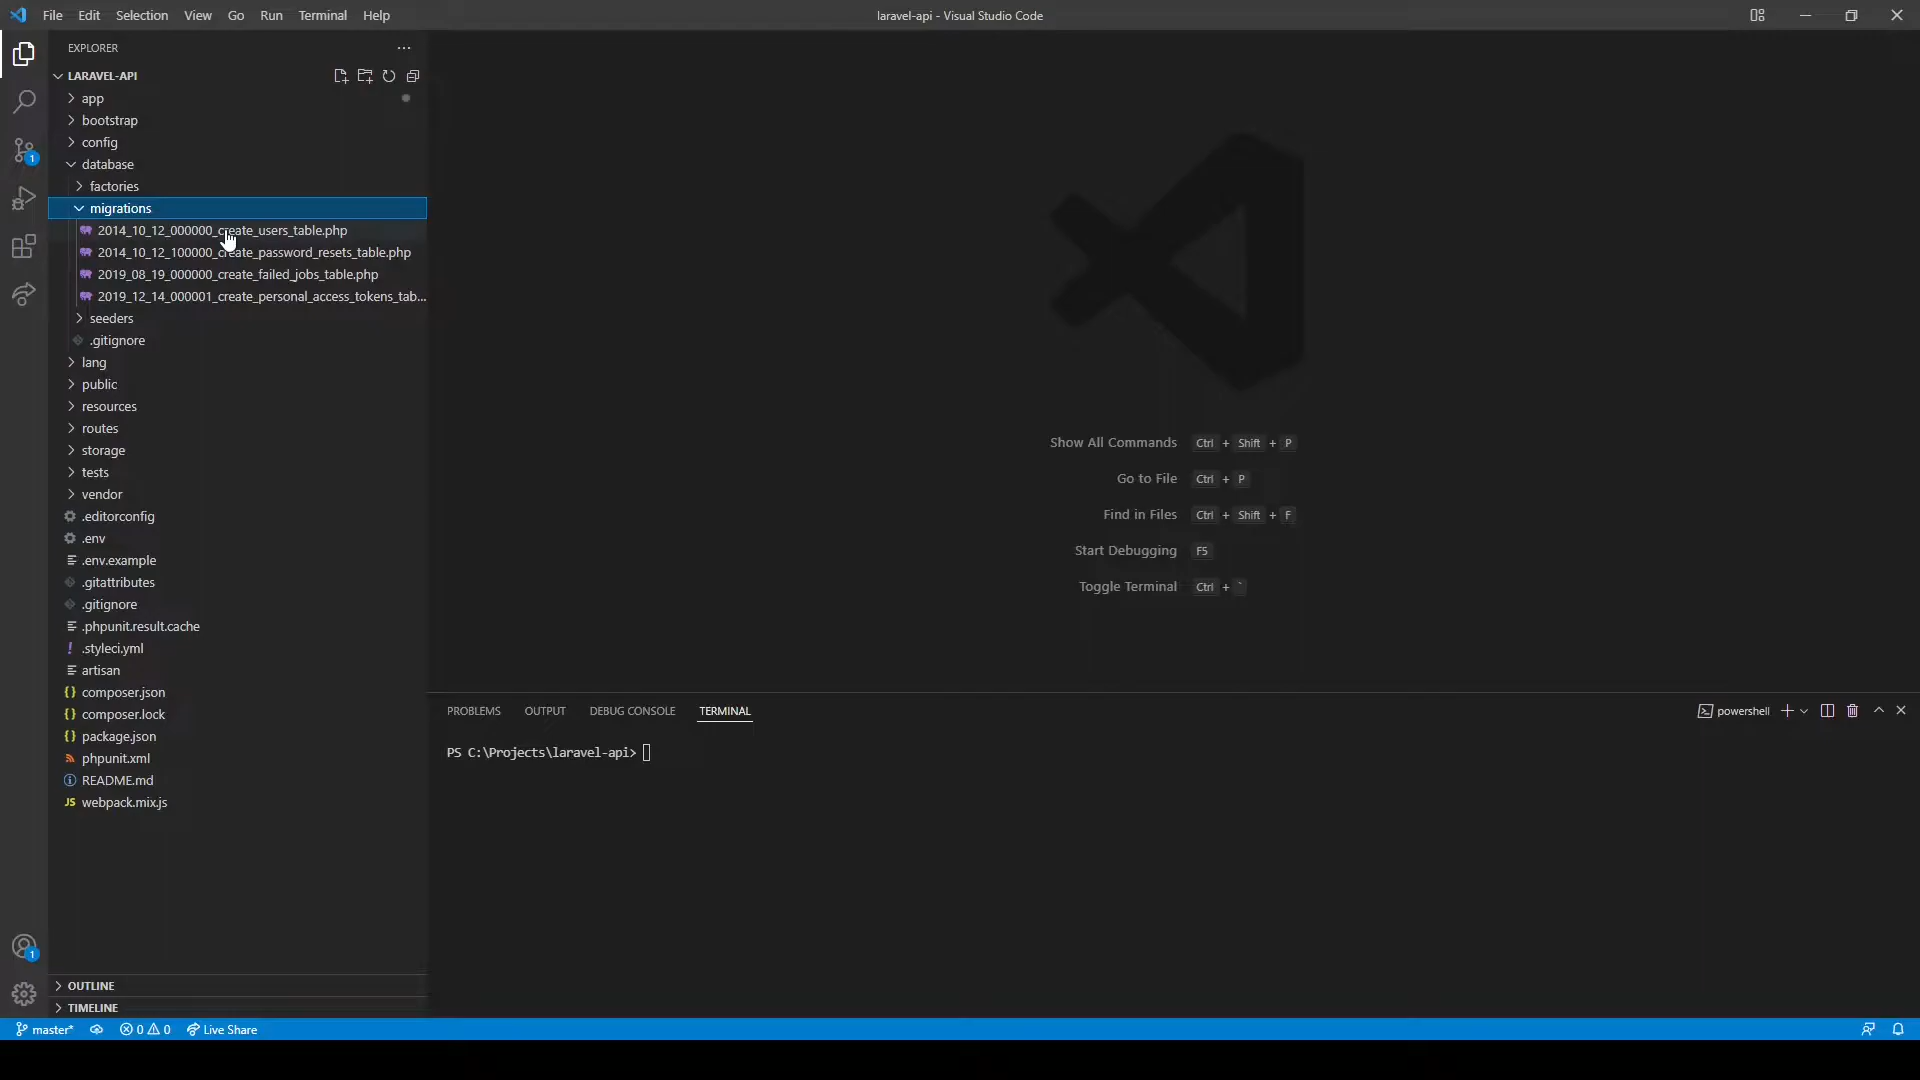 File Edit Selection View Go Run Terminal Help
laravel-api - Visual Studio Code
EXPLORER
LARAVEL-API
app
bootstrap
config
database
factories
migrations
2014_10_12_000000_create_users_table.php
2014_10_12_100000_create_password_resets_table.php
2019_08_19_000000_create_failed_jobs_table.php
2019_12_14_000001_create_personal_access_tokens_tab...
seeders
.gitignore
lang
public
resources
routes
storage
tests
vendor
.editorconfig
.env
.env.example
.gitattributes
.gitignore
.phpunit.result.cache
! .styleci.yml
artisan
{} composer.json
{} composer.lock
{} package.json
phpunit.xml
README.md
JS webpack.mix.js
OUTLINE
TIMELINE
1
1
Show All Commands Ctrl + Shift + P
Go to File Ctrl + P
Find in Files Ctrl + Shift + F
Start Debugging F5
Toggle Terminal Ctrl + `
PROBLEMS OUTPUT DEBUG CONSOLE TERMINAL
powershell
PS C:\Projects\laravel-api>
master* 0 0 Live Share